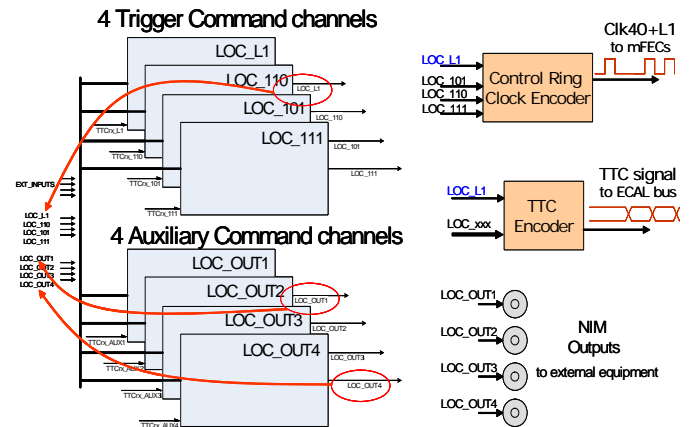 4 Trigger Command channels
LOC_L1
LOC_110
LOC_101
LOC_111
LOC_L1
LOC_110
LOC_101
LOC_111
TTCrx_L1
TTCrx_110
TTCrx_101
TTCrx_111
EXT_INPUTS
LOC_L1
LOC_110
LOC_101
LOC_111
LOC_OUT1
LOC_OUT2
LOC_OUT3
LOC_OUT4
4 Auxiliary Command channels
LOC_OUT1
LOC_OUT2
LOC_OUT3
LOC_OUT4
LOC_OUT1
LOC_OUT2
LOC_OUT3
LOC_OUT4
TTCrx_AUX1
TTCrx_AUX2
TTCrx_AUX3
TTCrx_AUX4
Clk40+L1
to mFECs
LOC_L1
LOC_101
LOC_110
LOC_111
Control Ring
Clock Encoder
TTC signal
to ECAL bus
LOC_L1
LOC_xxx
TTC
Encoder
LOC_OUT1
LOC_OUT2
LOC_OUT3
LOC_OUT4
NIM
Outputs
to external equipment